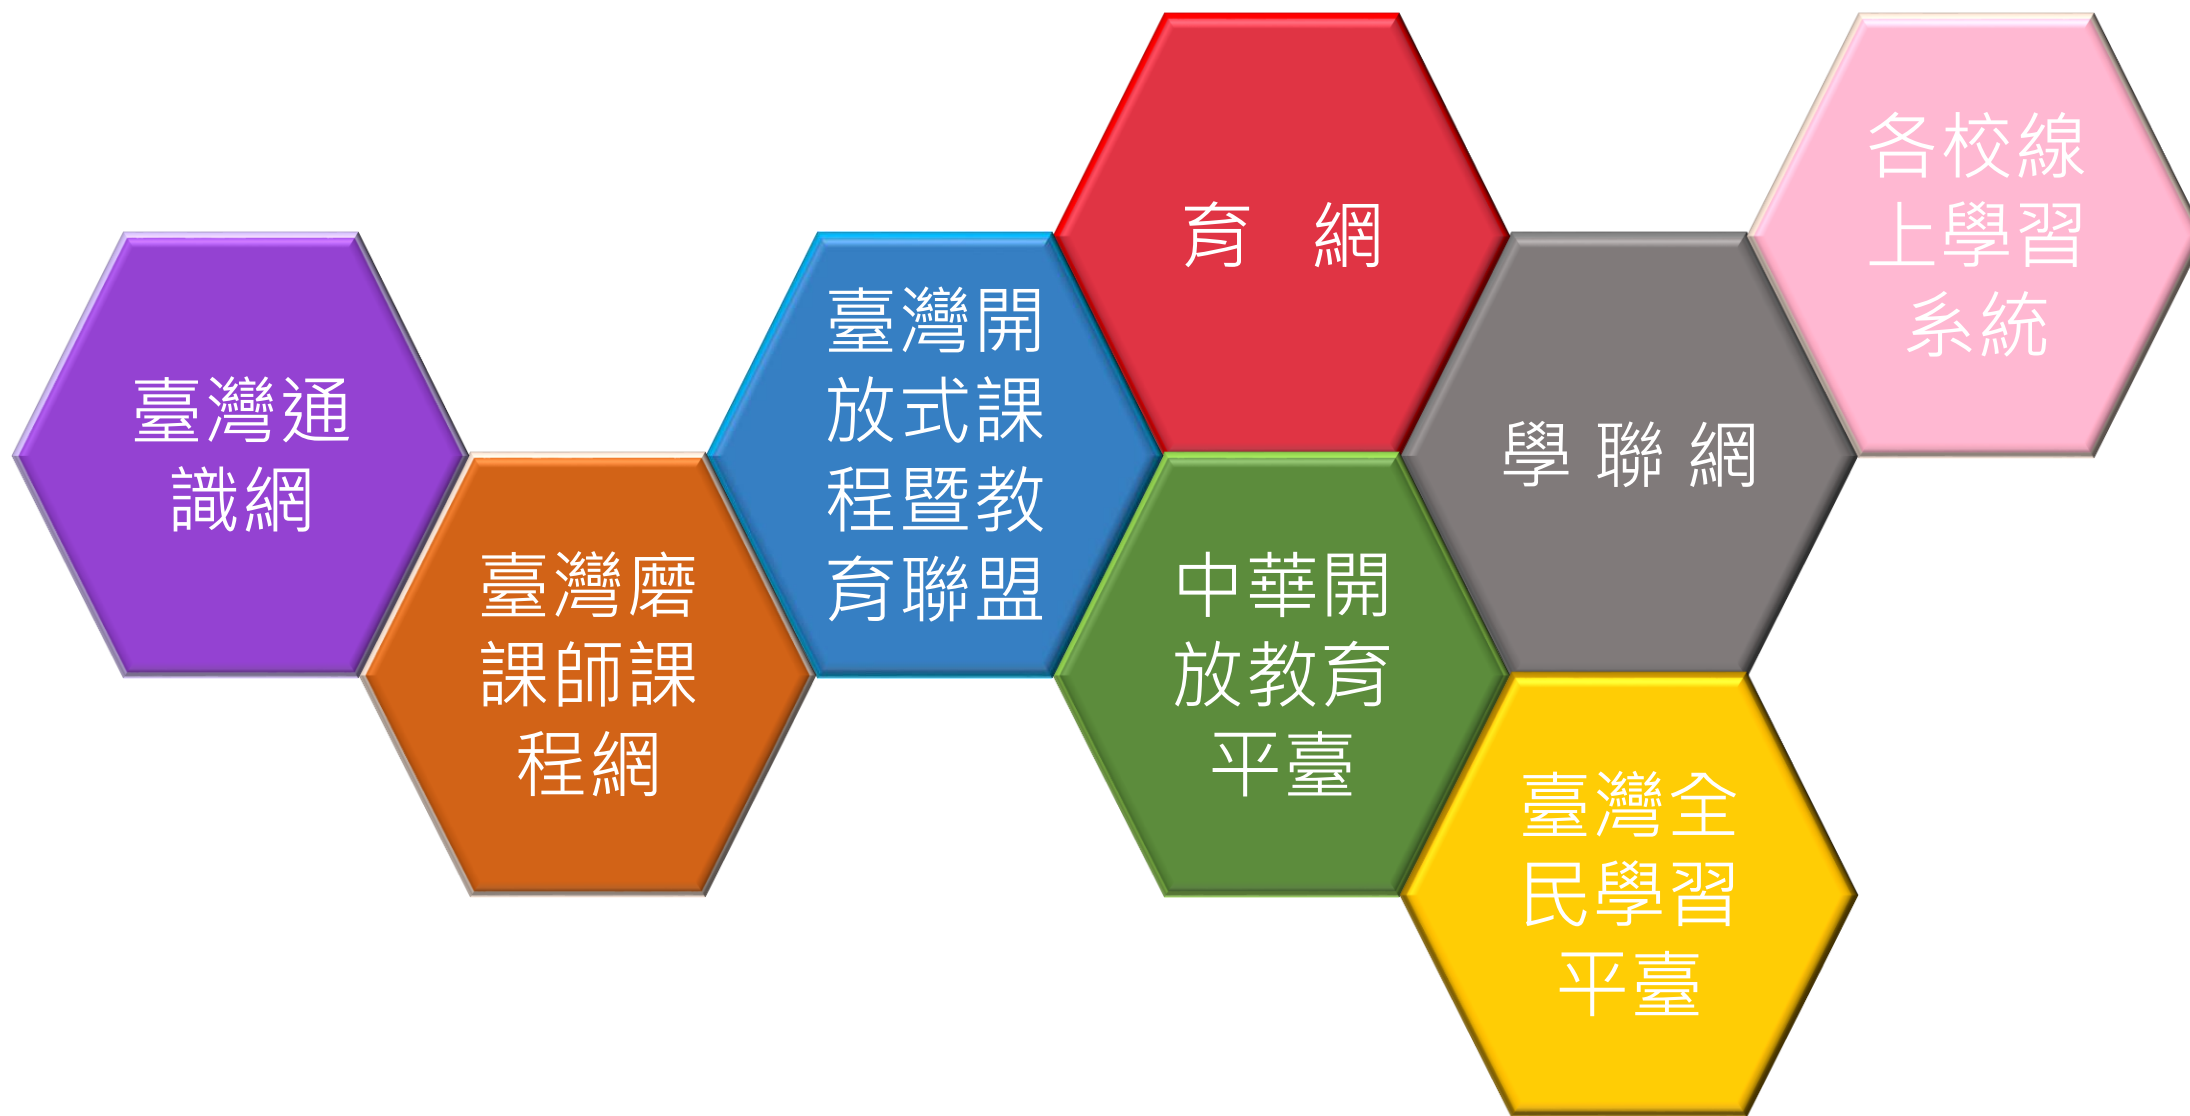 臺灣通
識網
臺灣磨
課師課
程網
臺灣開
放式課
程暨教
育聯盟
育 網
中華開
放教育
平臺
學 聯 網
臺灣全
民學習
平臺
各校線
上學習
系統